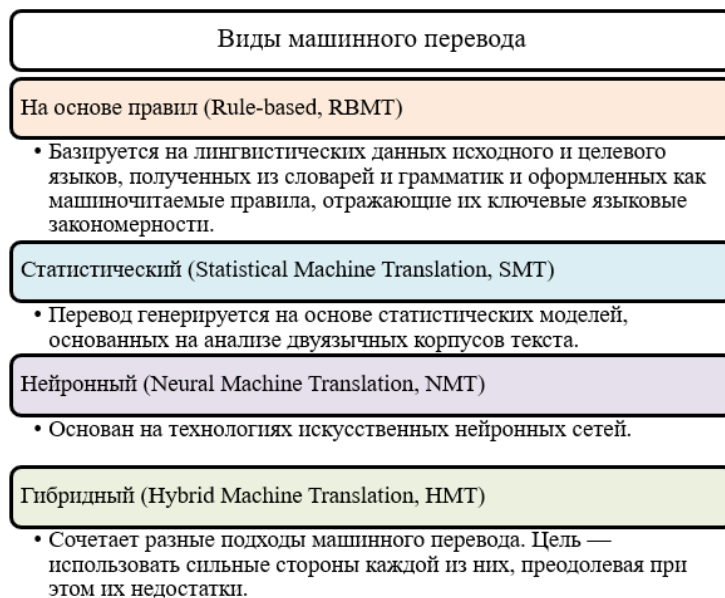 Виды машинного перевода
На основе правил (Rule-based, RBMT)
• Базируется на лингвистических данных исходного и целевого
языков, полученных из словарей и грамматик и оформленных как
машиночитаемые правила, отражающие их ключевые языковые
закономерности.
Статистический (Statistical Machine Translation, SMT)
• Перевод генерируется на основе статистических моделей,
основанных на анализе двуязычных корпусов текста.
Нейронный (Neural Machine Translation, NMT)
• Основан на технологиях искусственных нейронных сетей.
Гибридный (Hybrid Machine Translation, HMT)
• Сочетает разные подходы машинного перевода. Цель —
использовать сильные стороны каждой из них, преодолевая при
этом их недостатки.